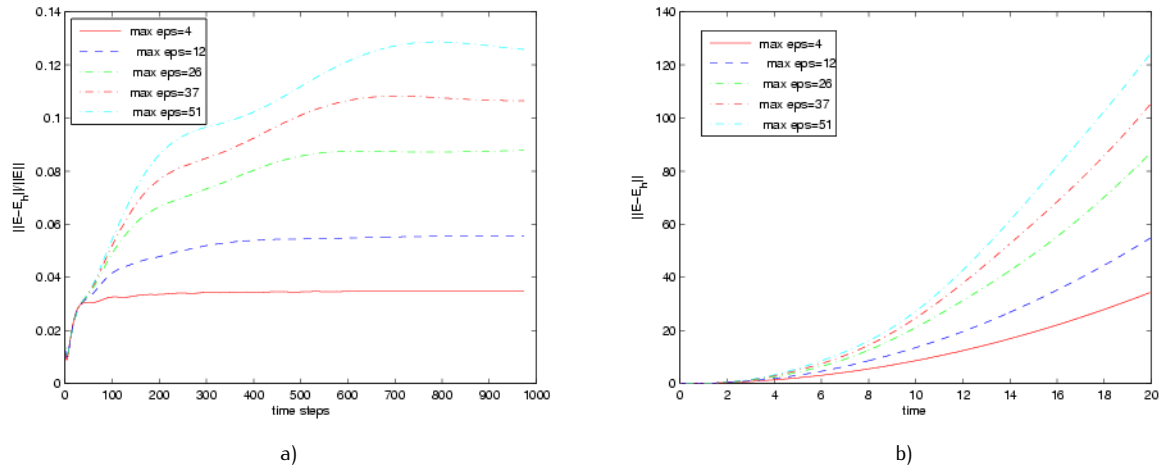 0.14
0.12
0.1
0.08
0.06
0.04
0.02
0
||E−E_h||/||E||
max eps=4
max eps=12
max eps=26
max eps=37
max eps=51
0 100 200 300 400 500 600 700 800 900 1000
time steps
a)
140
120
100
80
60
40
20
0
||E−E_h||
max eps=4
max eps=12
max eps=26
max eps=37
max eps=51
0 2 4 6 8 10 12 14 16 18 20
time
b)